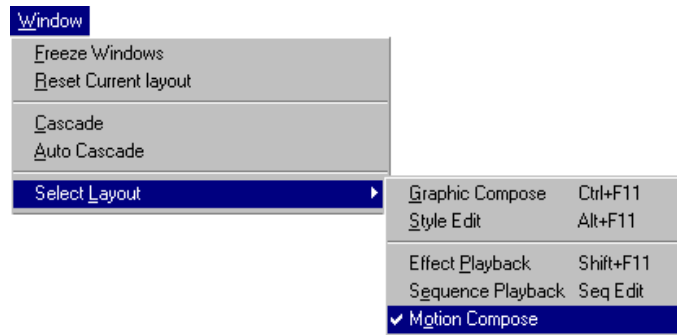 Window
Freeze Windows
Reset Current layout
Cascade
Auto Cascade
Select Layout
Graphic Compose Ctrl+F11
Style Edit Alt+F11
Effect Playback Shift+F11
Sequence Playback Seq Edit
Motion Compose